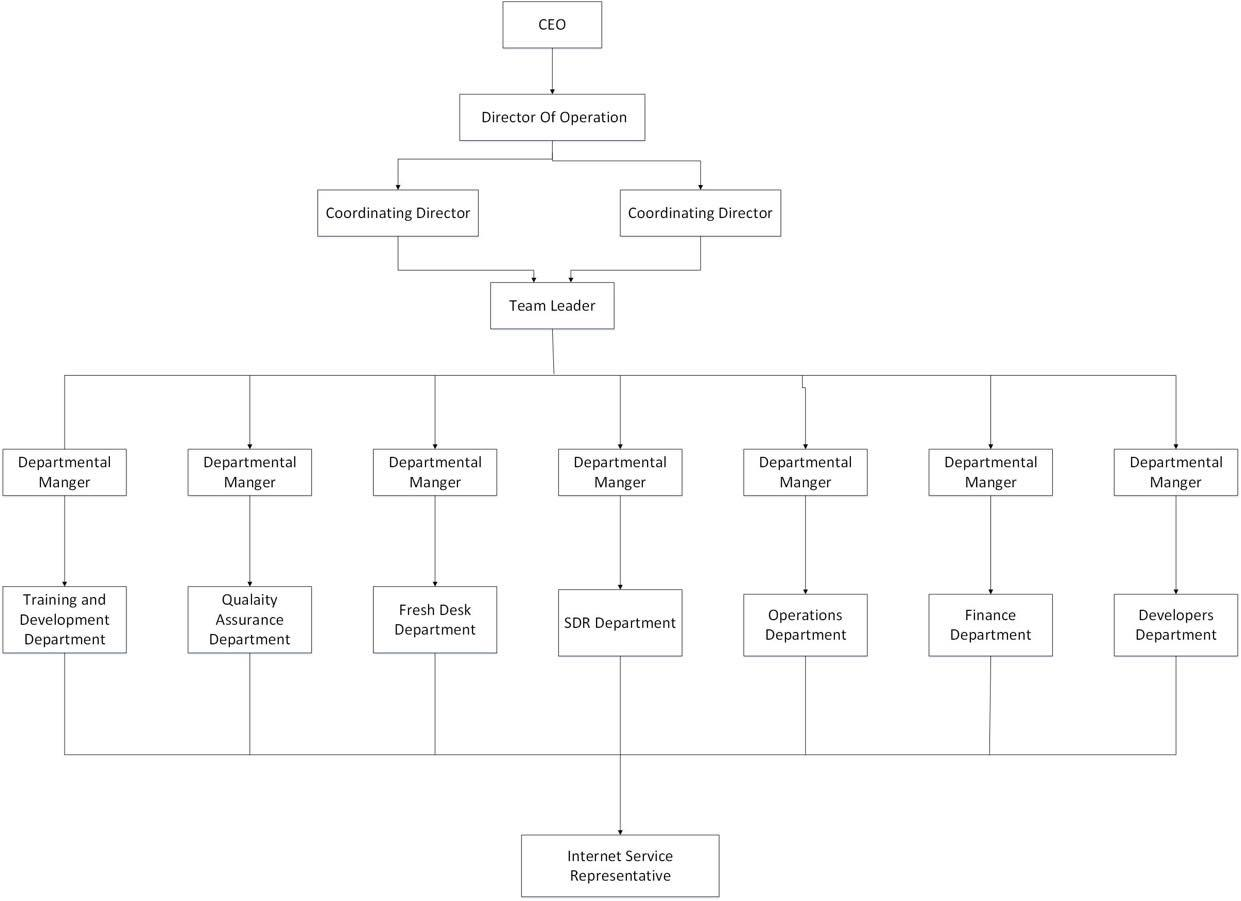 CEO
Director Of Operation
Coordinating Director
Coordinating Director
Team Leader
Departmental
Manger
Departmental
Manger
Departmental
Manger
Departmental
Manger
Departmental
Manger
Departmental
Manger
Departmental
Manger
Training and
Development
Department
Qualaity
Assurance
Department
Fresh Desk
Department
SDR Department
Operations
Department
Finance
Department
Developers
Department
Internet Service
Representative